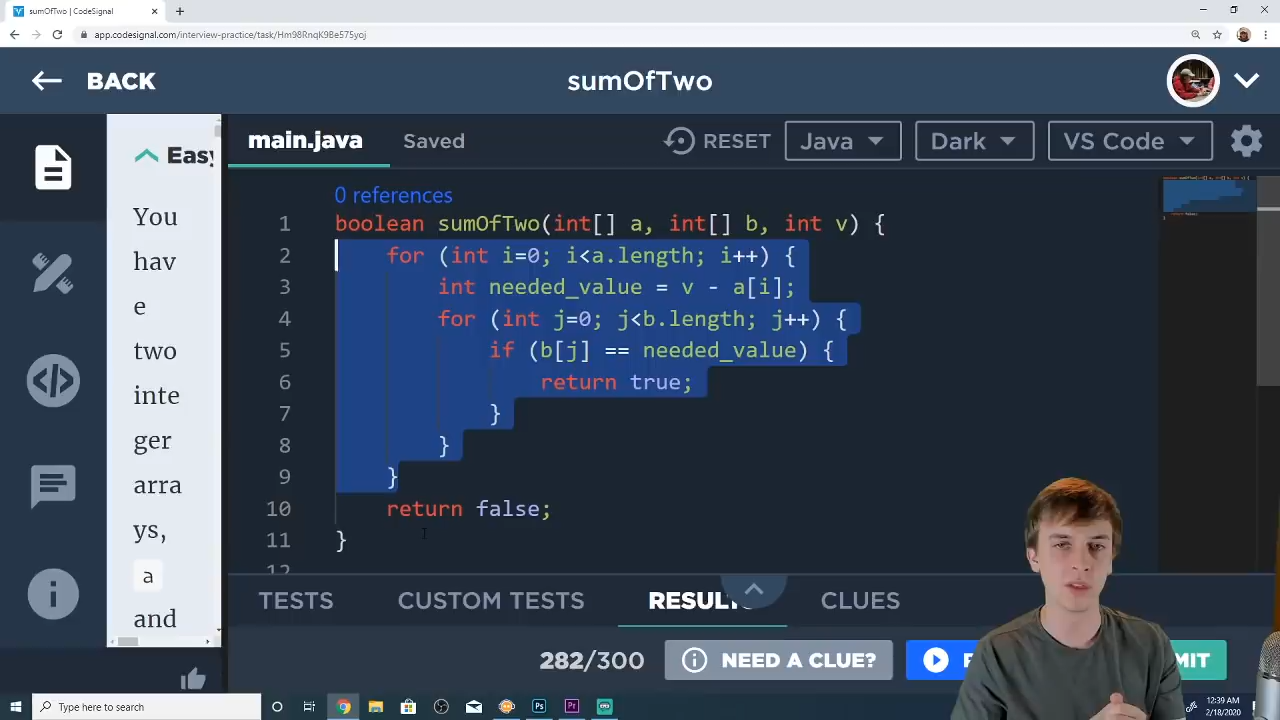 sumOfTwo | CodeSignal
app.codesignal.com/interview-practice/task/Hm98RnqK9Be575yoj
BACK
sumOfTwo
main.java
Saved
RESET
Java
Dark
VS Code
Easy
You
hav
e
two
inte
ger
arra
ys,
a
and
0 references
1 boolean sumOfTwo(int[] a, int[] b, int v) {
2 for (int i=0; i<a.length; i++) {
3 int needed_value = v - a[i];
4 for (int j=0; j<b.length; j++) {
5 if (b[j] == needed_value) {
6 return true;
7 }
8 }
9 }
10 return false;
11 }
12
TESTS
CUSTOM TESTS
RESULTS
CLUES
282/300
NEED A CLUE?
MIT
Type here to search
12:39 AM
2/18/2020